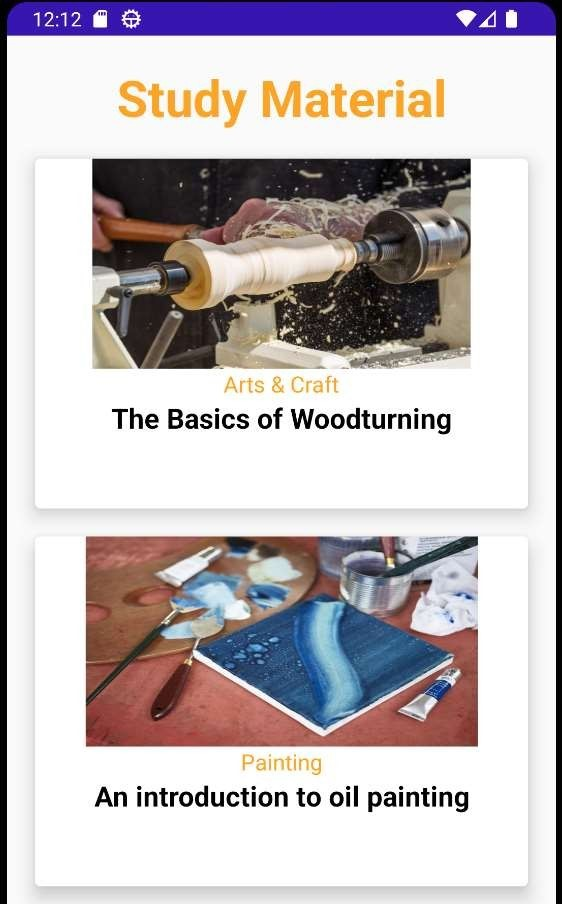 12:12
Study Material
Arts & Craft
The Basics of Woodturning
Painting
An introduction to oil painting